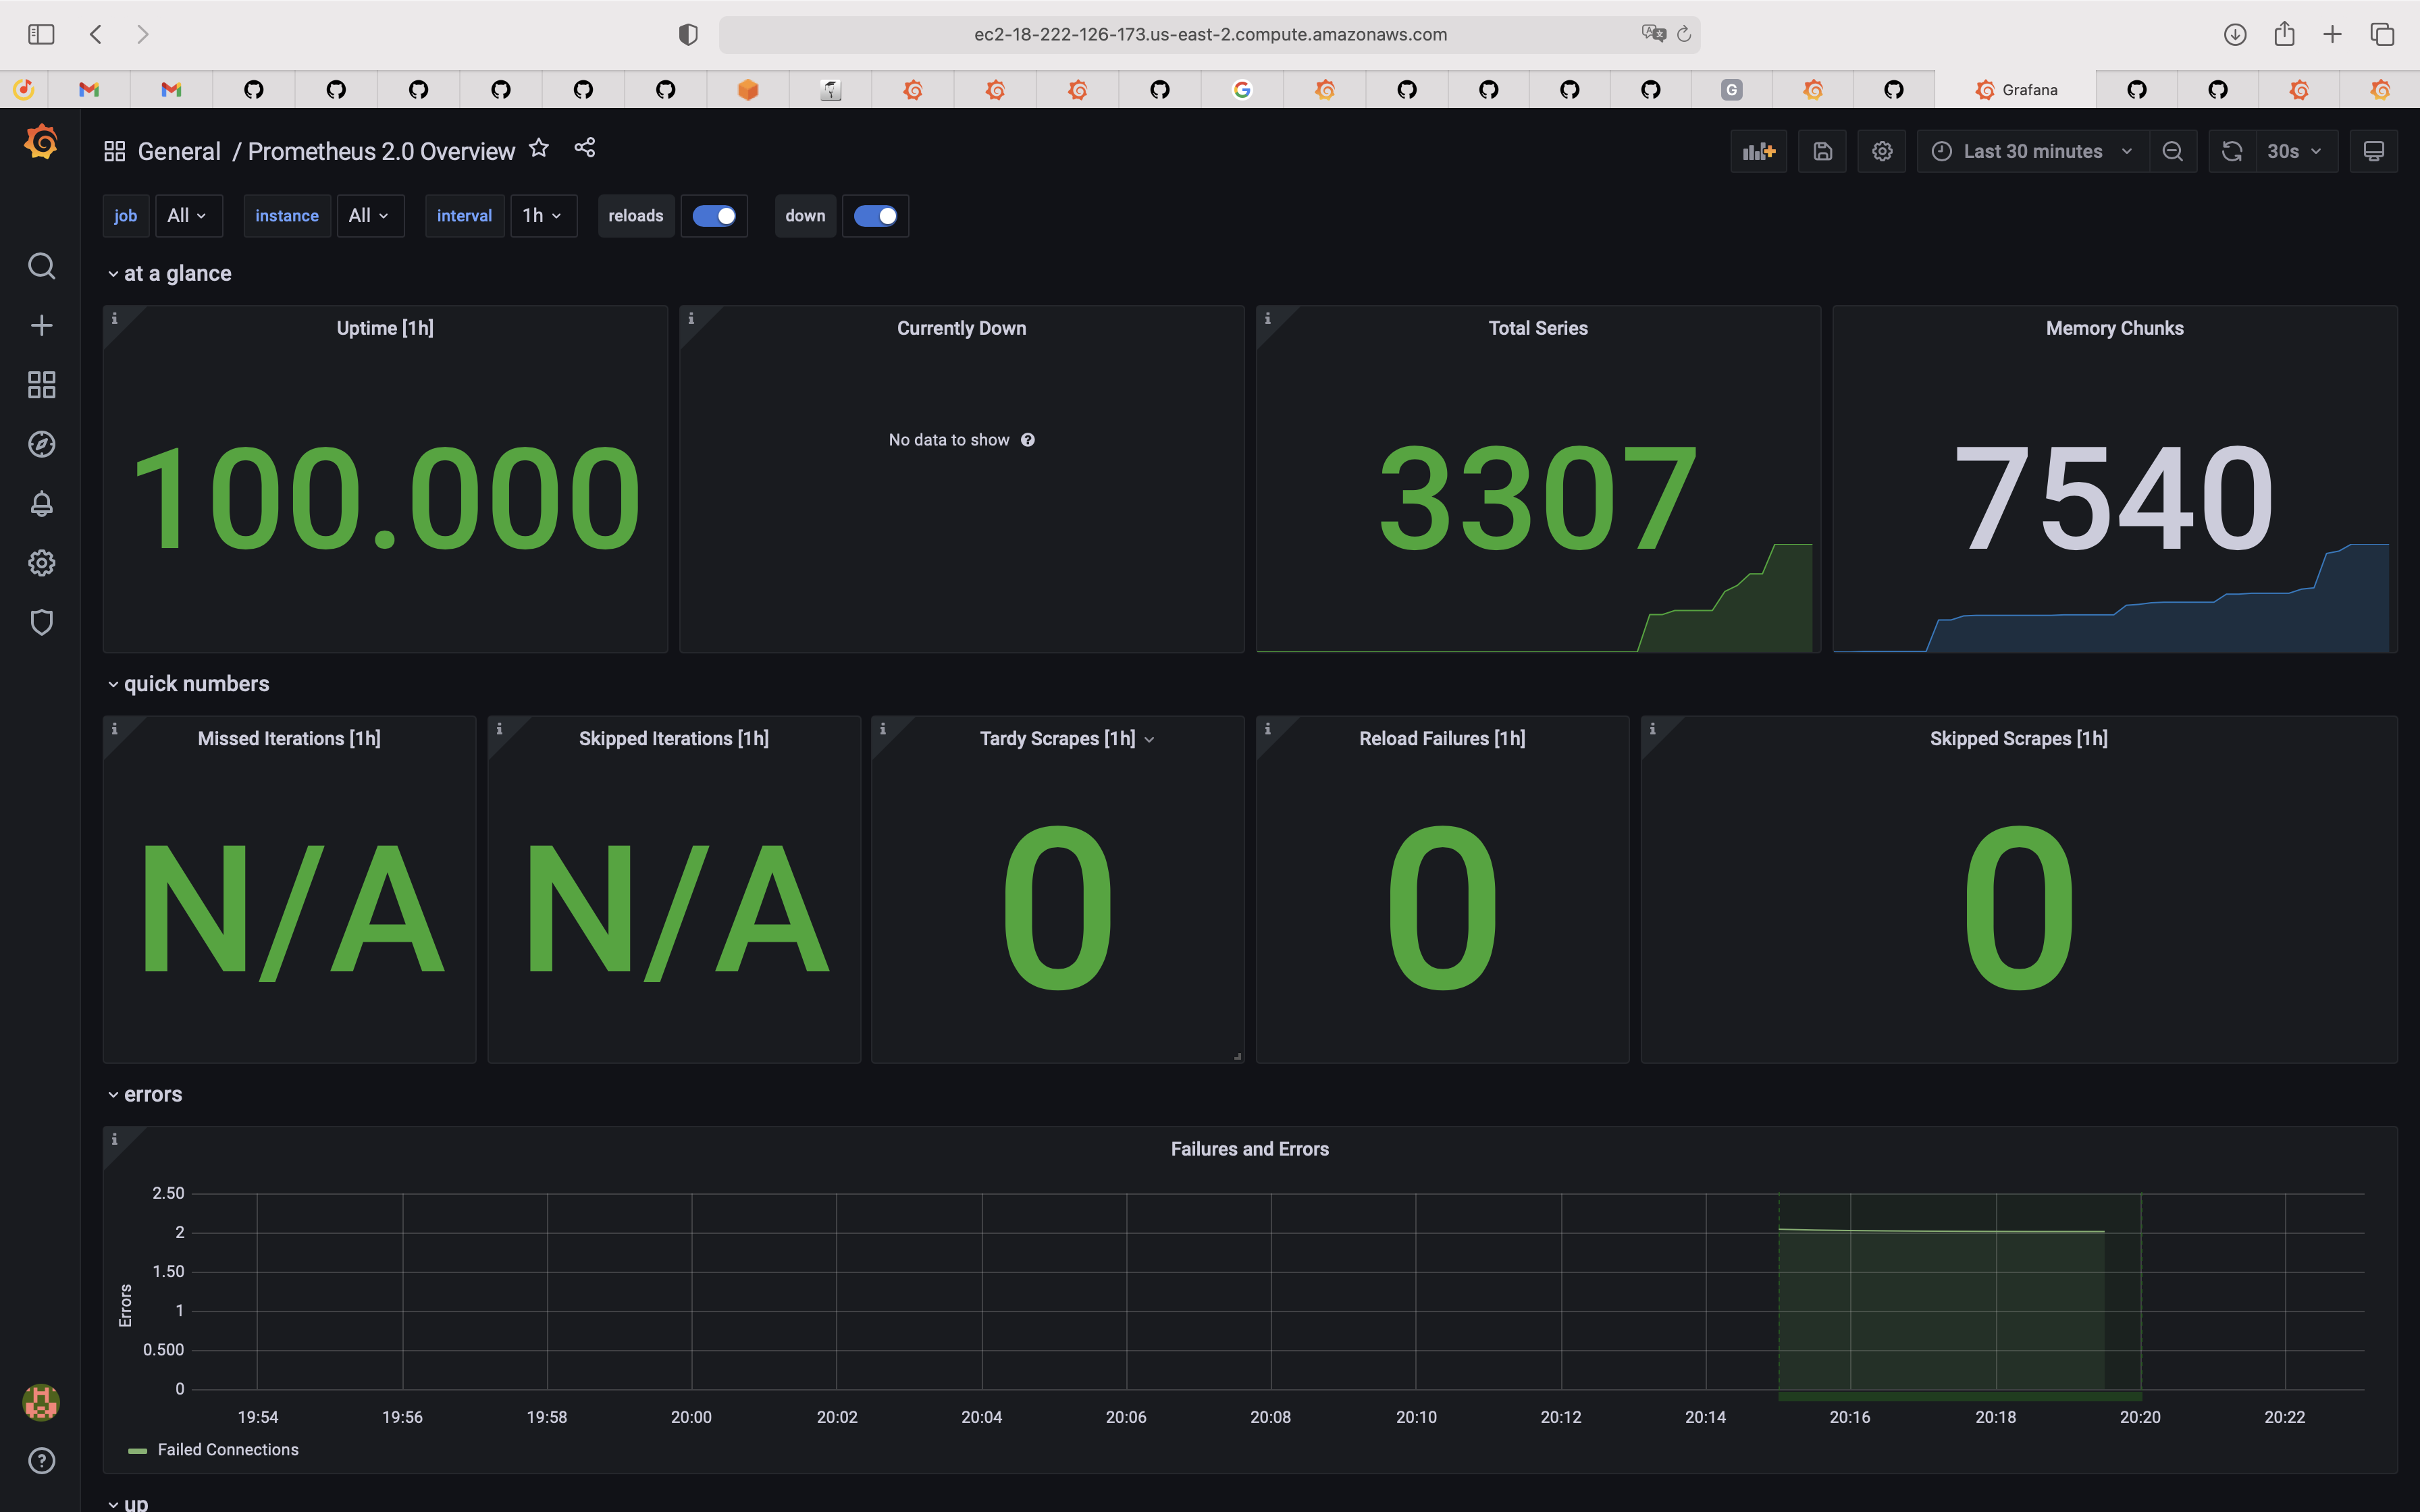 ec2-18-222-126-173.us-east-2.compute.amazonaws.com
G
Grafana
General / Prometheus 2.0 Overview
Last 30 minutes
30s
job All instance All interval 1h reloads down
at a glance
Uptime [1h]
100.000
Currently Down
No data to show
Total Series
3307
Memory Chunks
7540
quick numbers
Missed Iterations [1h]
N/A
Skipped Iterations [1h]
N/A
Tardy Scrapes [1h]
0
Reload Failures [1h]
0
Skipped Scrapes [1h]
0
errors
Failures and Errors
Errors
2.50
2
1.50
1
0.500
0
19:54 19:56 19:58 20:00 20:02 20:04 20:06 20:08 20:10 20:12 20:14 20:16 20:18 20:20 20:22
Failed Connections
up